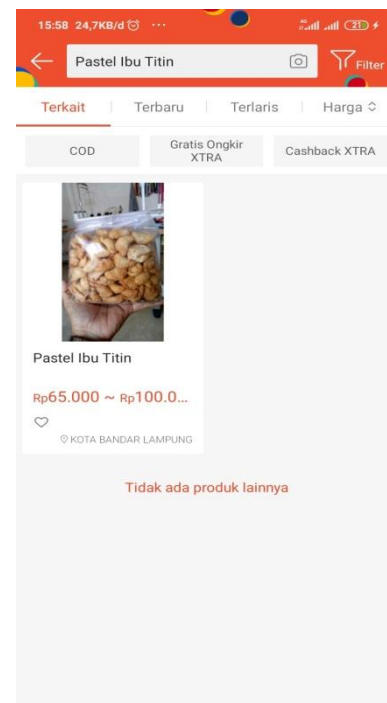 15:58 24,7KB/d ... 21
Pastel Ibu Titin Filter
Terkait Terbaru Terlaris Harga
COD Gratis Ongkir XTRA Cashback XTRA
Pastel Ibu Titin
Rp65.000 ~ Rp100.0...
KOTA BANDAR LAMPUNG
Tidak ada produk lainnya